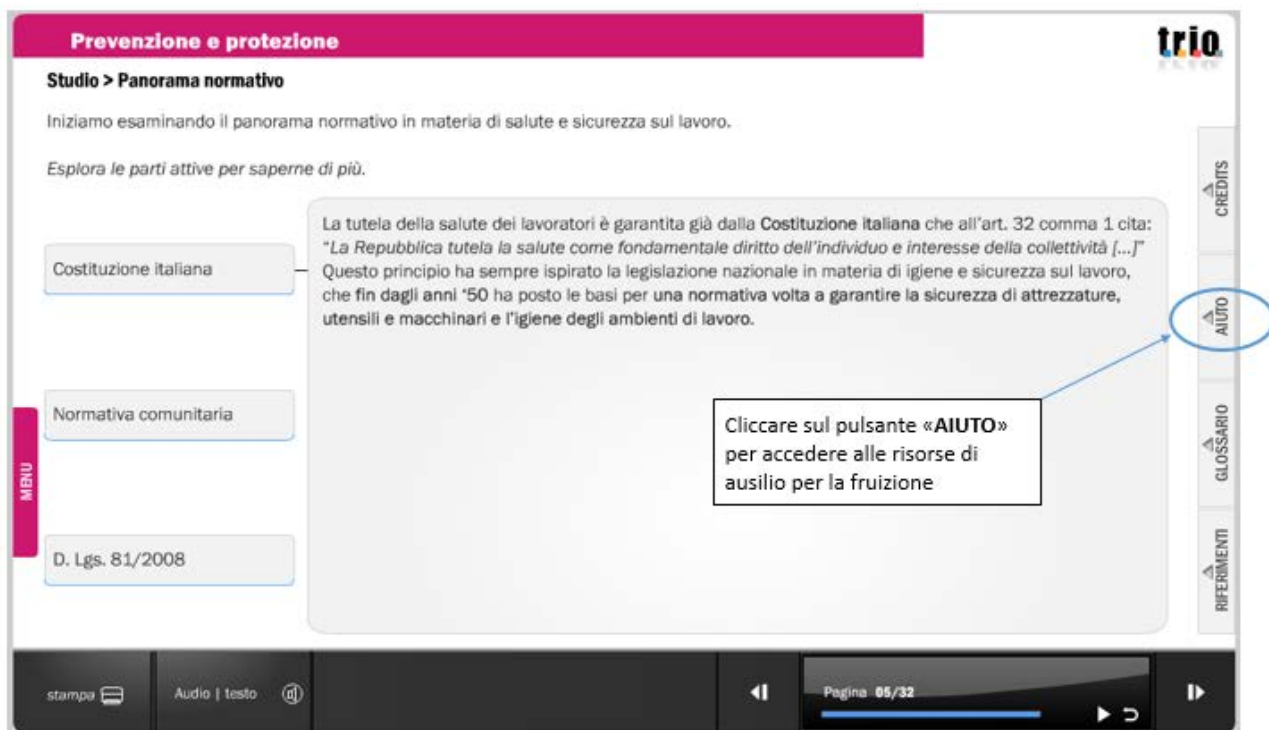 Prevenzione e protezione
trio
Studio > Panorama normativo
Iniziamo esaminando il panorama normativo in materia di salute e sicurezza sul lavoro.
Esplora le parti attive per saperne di più.
Costituzione italiana
La tutela della salute dei lavoratori è garantita già dalla Costituzione italiana che all'art. 32 comma 1 cita:
"La Repubblica tutela la salute come fondamentale diritto dell'individuo e interesse della collettività [...]"
Questo principio ha sempre ispirato la legislazione nazionale in materia di igiene e sicurezza sul lavoro,
che fin dagli anni '50 ha posto le basi per una normativa volta a garantire la sicurezza di attrezzature,
utensili e macchinari e l'igiene degli ambienti di lavoro.
Normativa comunitaria
D. Lgs. 81/2008
Cliccare sul pulsante «AIUTO»
per accedere alle risorse di
ausilio per la fruizione
MENU
CREDITS
AIUTO
GLOSSARIO
RIFERIMENTI
stampa
Audio | testo
Pagina 05/32